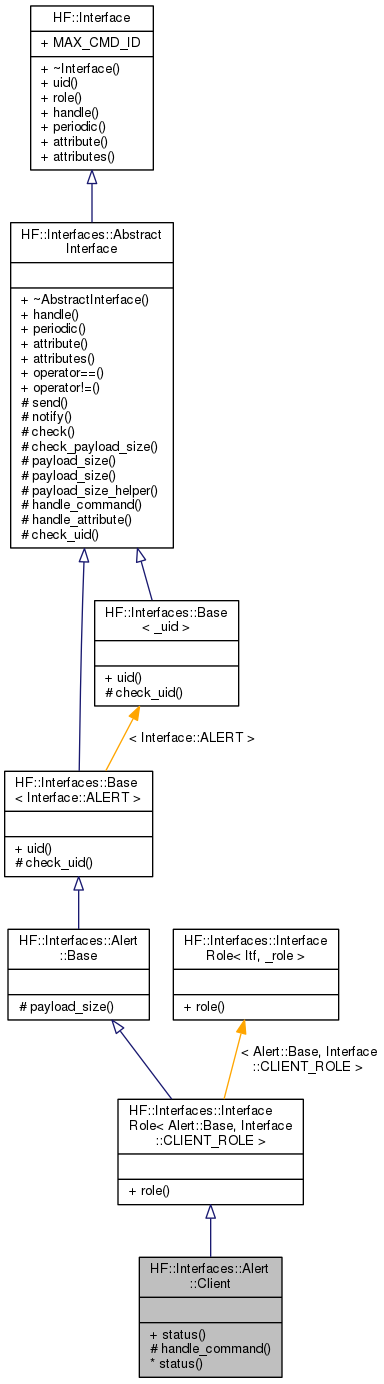 HF::Interface
+ MAX_CMD_ID
+ ~Interface()
+ uid()
+ role()
+ handle()
+ periodic()
+ attribute()
+ attributes()
HF::Interfaces::Abstract
Interface
+ ~AbstractInterface()
+ handle()
+ periodic()
+ attribute()
+ attributes()
+ operator==()
+ operator!=()
# send()
# notify()
# check()
# check_payload_size()
# payload_size()
# payload_size()
# payload_size_helper()
# handle_command()
# handle_attribute()
# check_uid()
HF::Interfaces::Base
< _uid >
+ uid()
# check_uid()
< Interface::ALERT >
HF::Interfaces::Base
< Interface::ALERT >
+ uid()
# check_uid()
HF::Interfaces::Alert
::Base
# payload_size()
HF::Interfaces::Interface
Role< Itf, _role >
+ role()
< Alert::Base, Interface
::CLIENT_ROLE >
HF::Interfaces::Interface
Role< Alert::Base, Interface
::CLIENT_ROLE >
+ role()
HF::Interfaces::Alert
::Client
+ status()
# handle_command()
* status()